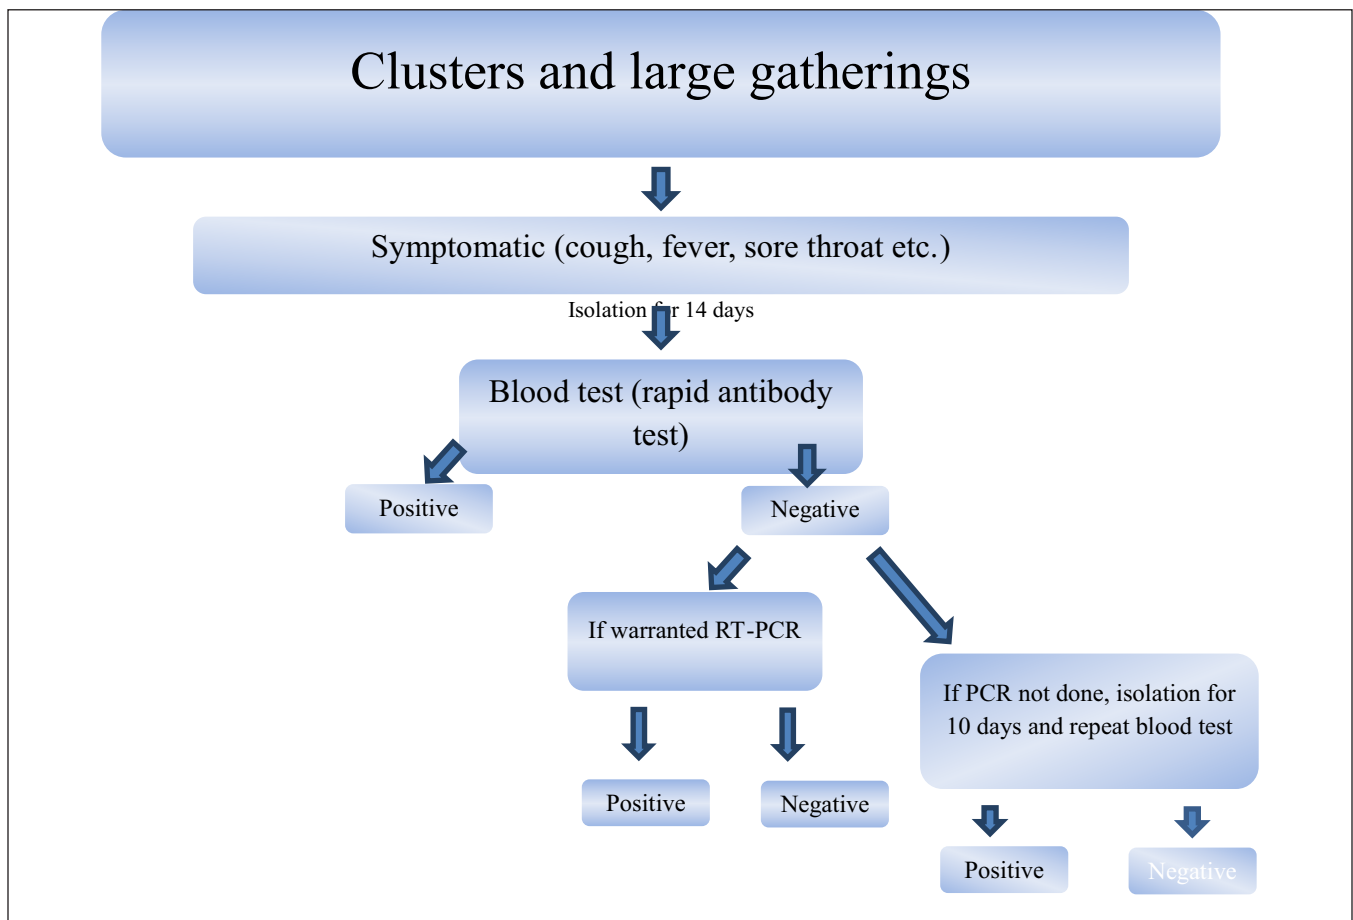 Clusters and large gatherings
Symptomatic (cough, fever, sore throat etc.)
Isolation for 14 days
Blood test (rapid antibody
test)
Positive
Negative
If warranted RT-PCR
If PCR not done, isolation for
10 days and repeat blood test
Positive
Negative
Positive
Negative